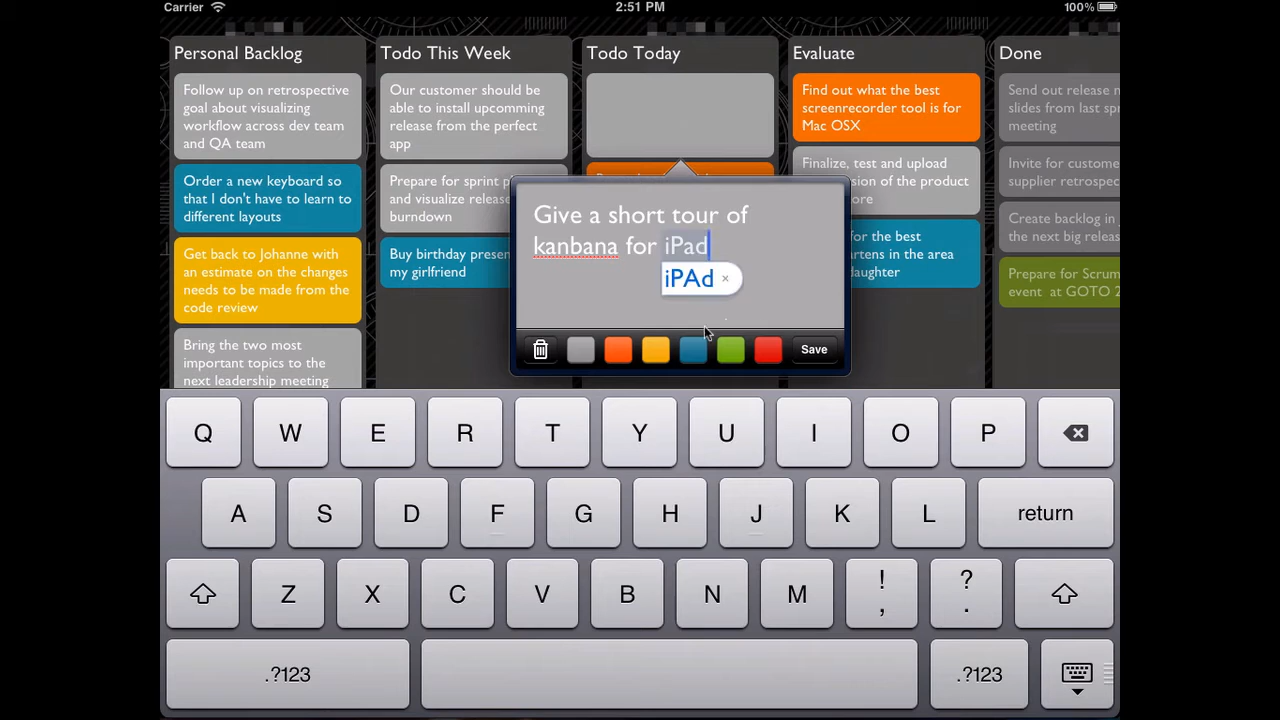 Carrier
2:51 PM
100%
Personal Backlog
Follow up on retrospective
goal about visualizing
workflow across dev team
and QA team
Order a new keyboard so
that I don't have to learn to
different layouts
Get back to Johanne with
an estimate on the changes
needs to be made from the
code review
Bring the two most
important topics to the
next leadership meeting
Todo This Week
Our customer should be
able to install upcomming
release from the perfect
app
Prepare for sprint p
and visualize release
burndown
Buy birthday presen
my girlfriend
Todo Today
Give a short tour of
kanbana for iPad
iPAd ×
Save
Evaluate
Find out what the best
screenrecorder tool is for
Mac OSX
Finalize, test and upload
sion of the product
ore
for the best
artens in the area
daughter
Done
Send out release n
slides from last spr
meeting
Invite for custome
supplier retrospec
Create backlog in
the next big releas
Prepare for Scrum
event at GOTO 2
Q W E R T Y U I O P
A S D F G H J K L return
Z X C V B N M ! , ? .
.?123 .?123